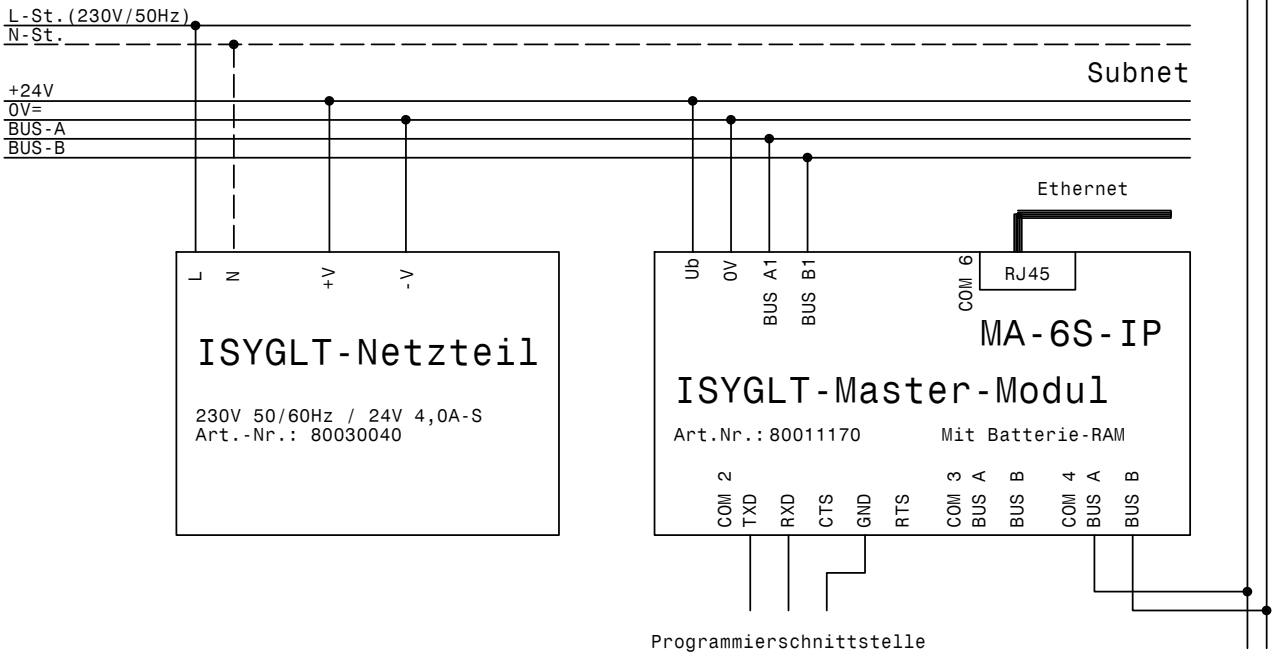 L-St.(230V/50Hz)
N-St.
Subnet
+24V
0V=
BUS-A
BUS-B
Ethernet
L
N
+V
-V
Ub
0V
BUS A1
BUS B1
COM 6
RJ45
MA-6S-IP
ISYGLT-Netzteil
230V 50/60Hz / 24V 4,0A-S
Art.-Nr.: 80030040
ISYGLT-Master-Modul
Art.Nr.:80011170
Mit Batterie-RAM
COM 2
TXD
RXD
CTS
GND
RTS
COM 3
BUS A
BUS B
COM 4
BUS A
BUS B
Programmierschnittstelle